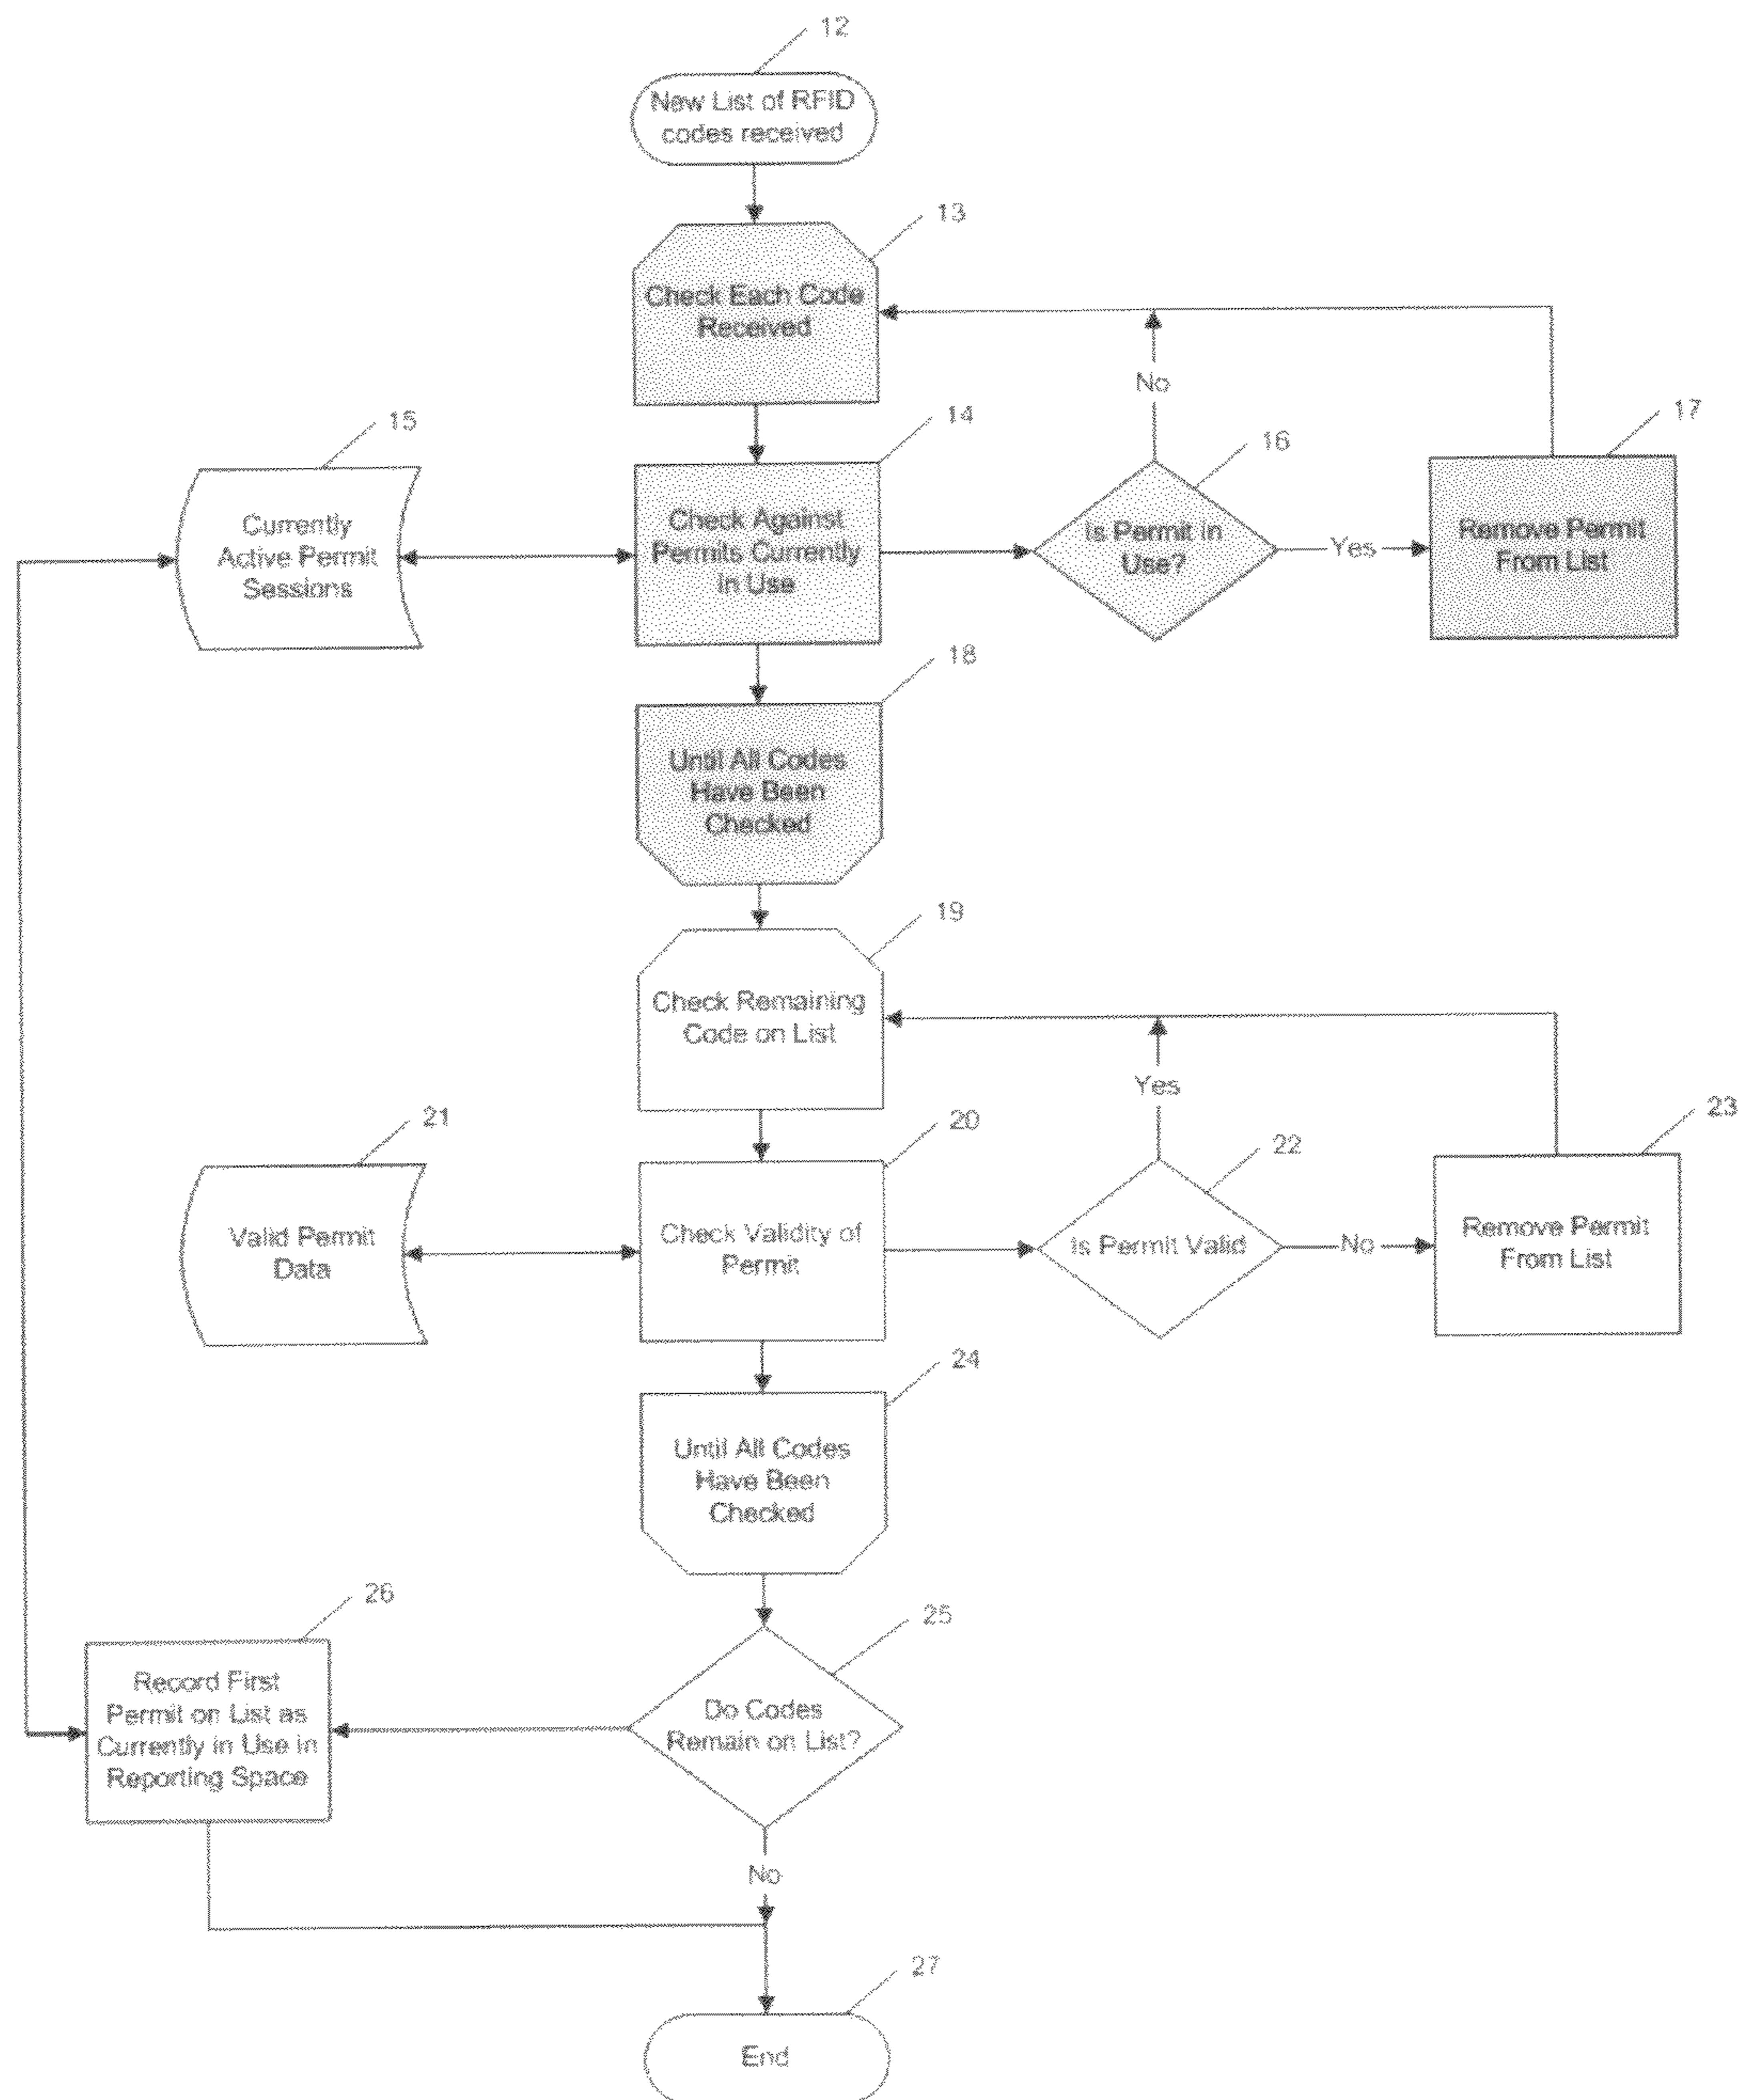 12
New List of RFID
codes received
13
Check Each Code
Received
No
14
15
16
17
Currently
Active Permit
Sessions
Check Against
Permits Currently
In Use
Is Permit in
Use?
Yes
Remove Permit
From List
18
Until All Codes
Have Been
Checked
19
Check Remaining
Code on List
Yes
20
21
22
23
Valid Permit
Data
Check Validity of
Permit
Is Permit Valid
No
Remove Permit
From List
24
Until All Codes
Have Been
Checked
25
26
Record First
Permit on List as
Currently in Use in
Reporting Space
Do Codes
Remain on List?
No
27
End